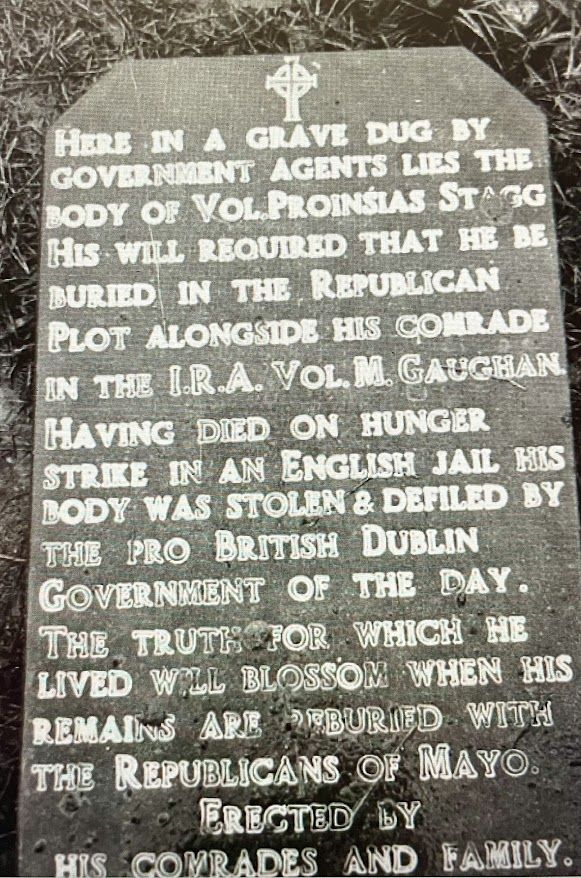 Here in a grave dug by
government agents lies the
body of Vol. Proinsias Stagg
His will required that he be
buried in the Republican
Plot alongside his comrade
in the I.R.A. Vol. M. Gaughan.
Having died on hunger
strike in an English jail his
body was stolen & defiled by
the pro British Dublin
Government of the day.
The truth for which he
lived will blossom when his
remains are reburied with
the Republicans of Mayo.
Erected by
his comrades and family.